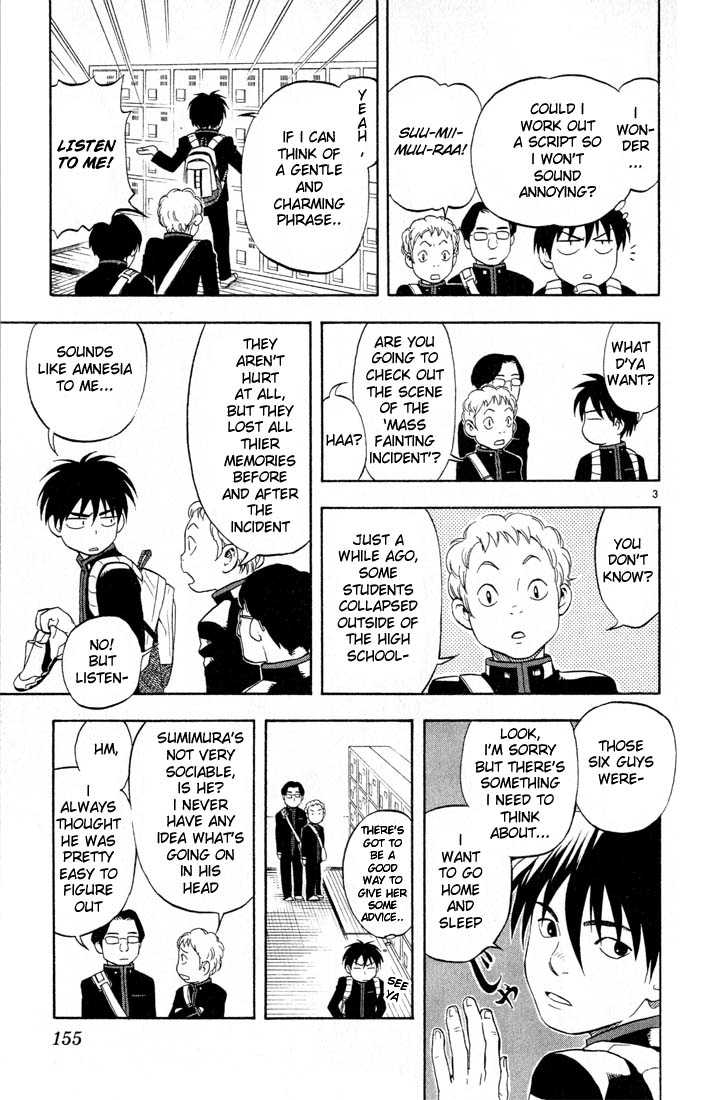 I
WON-
DER
...
COULD I
WORK OUT
A SCRIPT SO
I WON'T
SOUND
ANNOYING?
SUU-MII-
MUU-RAA!
YEAH,
IF I CAN
THINK OF
A GENTLE
AND
CHARMING
PHRASE..
LISTEN
TO ME!
WHAT
D'YA
WANT?
ARE YOU
GOING TO
CHECK OUT
THE SCENE
OF THE
'MASS
FAINTING
INCIDENT'?
HAA?
3
YOU
DON'T
KNOW?
JUST A
WHILE AGO,
SOME
STUDENTS
COLLAPSED
OUTSIDE OF
THE HIGH
SCHOOL-
THEY
AREN'T
HURT
AT ALL,
BUT THEY
LOST ALL
THIER
MEMORIES
BEFORE
AND AFTER
THE
INCIDENT
SOUNDS
LIKE AMNESIA
TO ME...
NO!
BUT
LISTEN-
THOSE
SIX GUYS
WERE-
LOOK,
I'M SORRY
BUT THERE'S
SOMETHING
I NEED TO
THINK
ABOUT...
I
WANT
TO GO
HOME
AND
SLEEP
じゃ
THERE'S
GOT TO
BE A
GOOD
WAY TO
GIVE HER
SOME
ADVICE..
SEE
YA
SUMIMURA'S
NOT VERY
SOCIABLE,
IS HE?
I NEVER
HAVE ANY
IDEA WHAT'S
GOING ON
IN HIS
HEAD
HM,
I
ALWAYS
THOUGHT
HE WAS
PRETTY
EASY TO
FIGURE
OUT
155